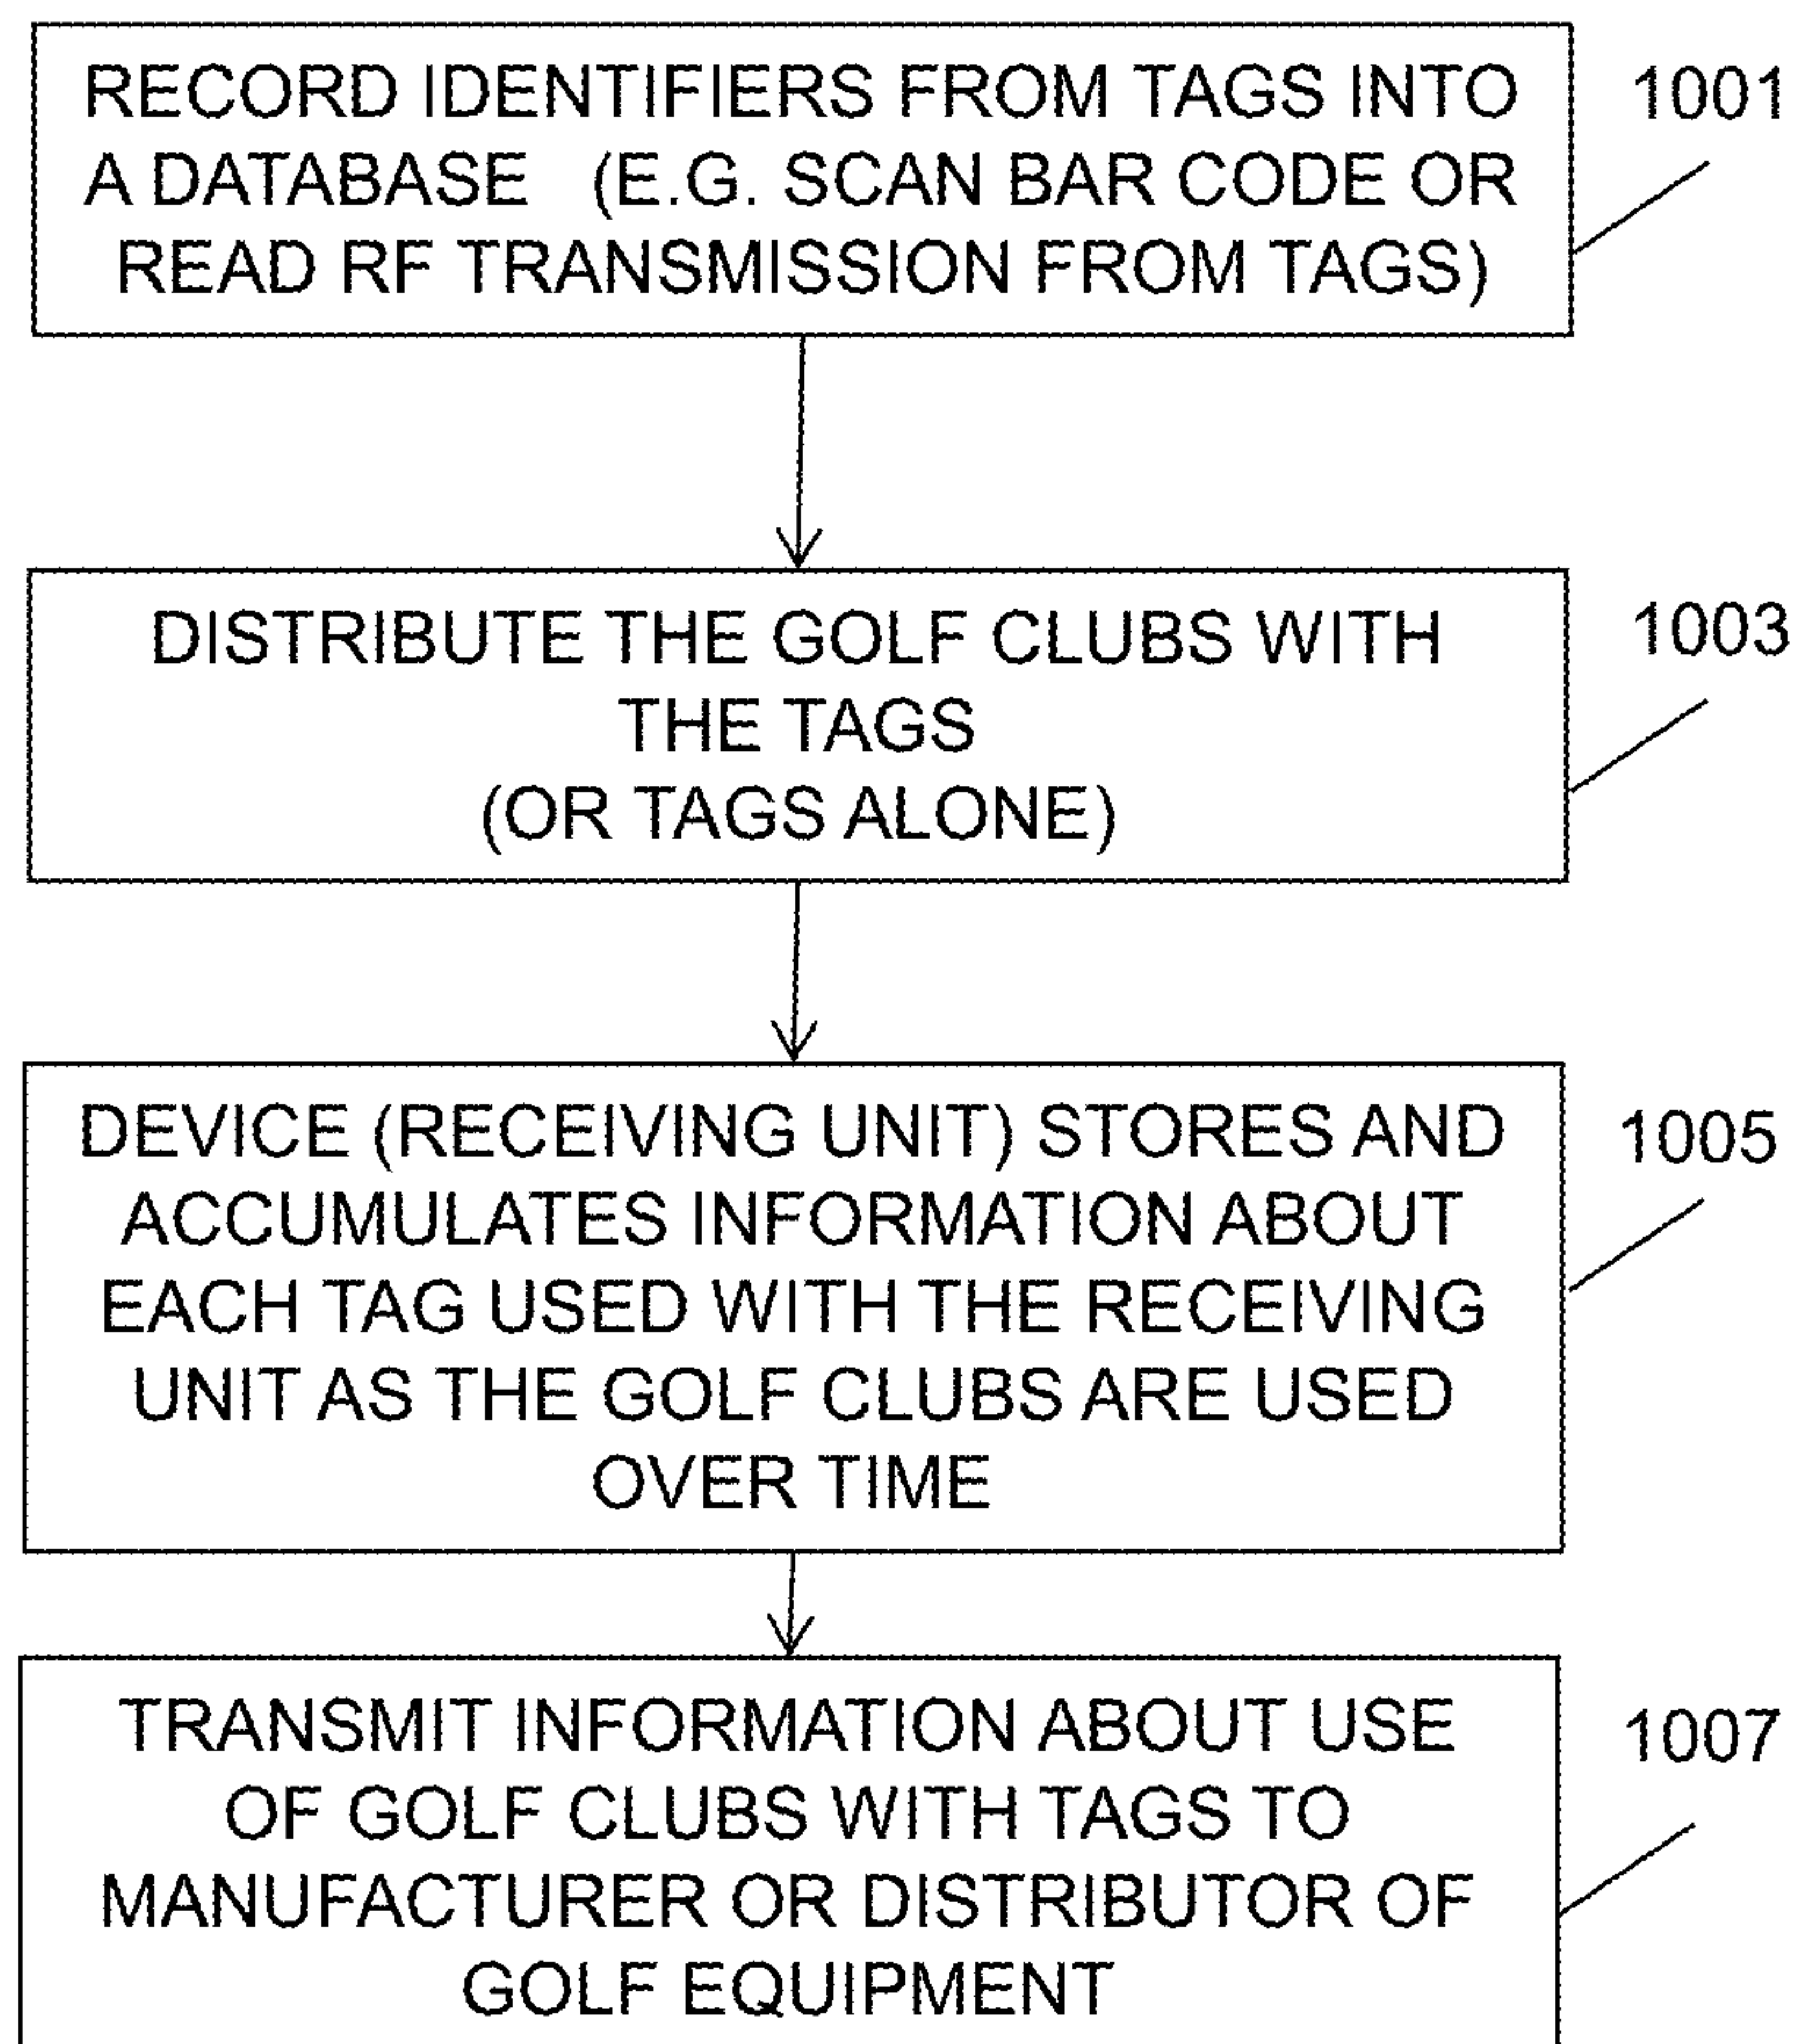 RECORD IDENTIFIERS FROM TAGS INTO
A DATABASE (E.G. SCAN BAR CODE OR
READ RF TRANSMISSION FROM TAGS)
1001
DISTRIBUTE THE GOLF CLUBS WITH
THE TAGS
(OR TAGS ALONE)
1003
DEVICE (RECEIVING UNIT) STORES AND
ACCUMULATES INFORMATION ABOUT
EACH TAG USED WITH THE RECEIVING
UNIT AS THE GOLF CLUBS ARE USED
OVER TIME
1005
TRANSMIT INFORMATION ABOUT USE
OF GOLF CLUBS WITH TAGS TO
MANUFACTURER OR DISTRIBUTOR OF
GOLF EQUIPMENT
1007